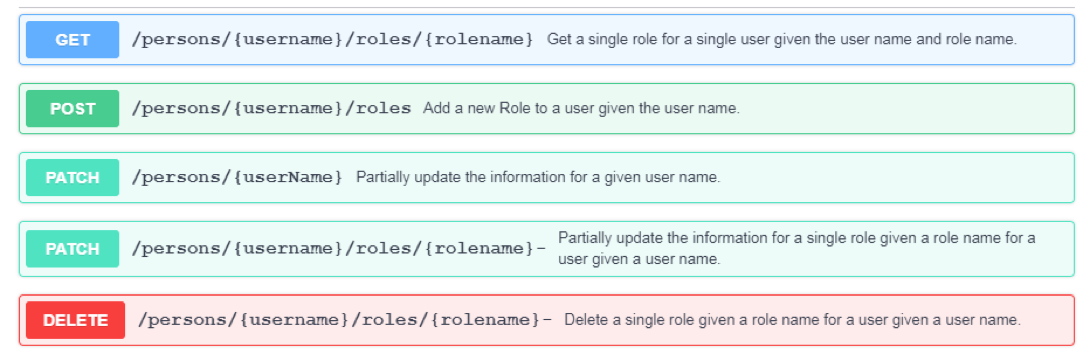 GET /persons/{username}/roles/{rolename} Get a single role for a single user given the user name and role name.
POST /persons/{username}/roles Add a new Role to a user given the user name.
PATCH /persons/{userName} Partially update the information for a given user name.
PATCH /persons/{username}/roles/{rolename}- Partially update the information for a single role given a role name for a
user given a user name.
DELETE /persons/{username}/roles/{rolename}- Delete a single role given a role name for a user given a user name.